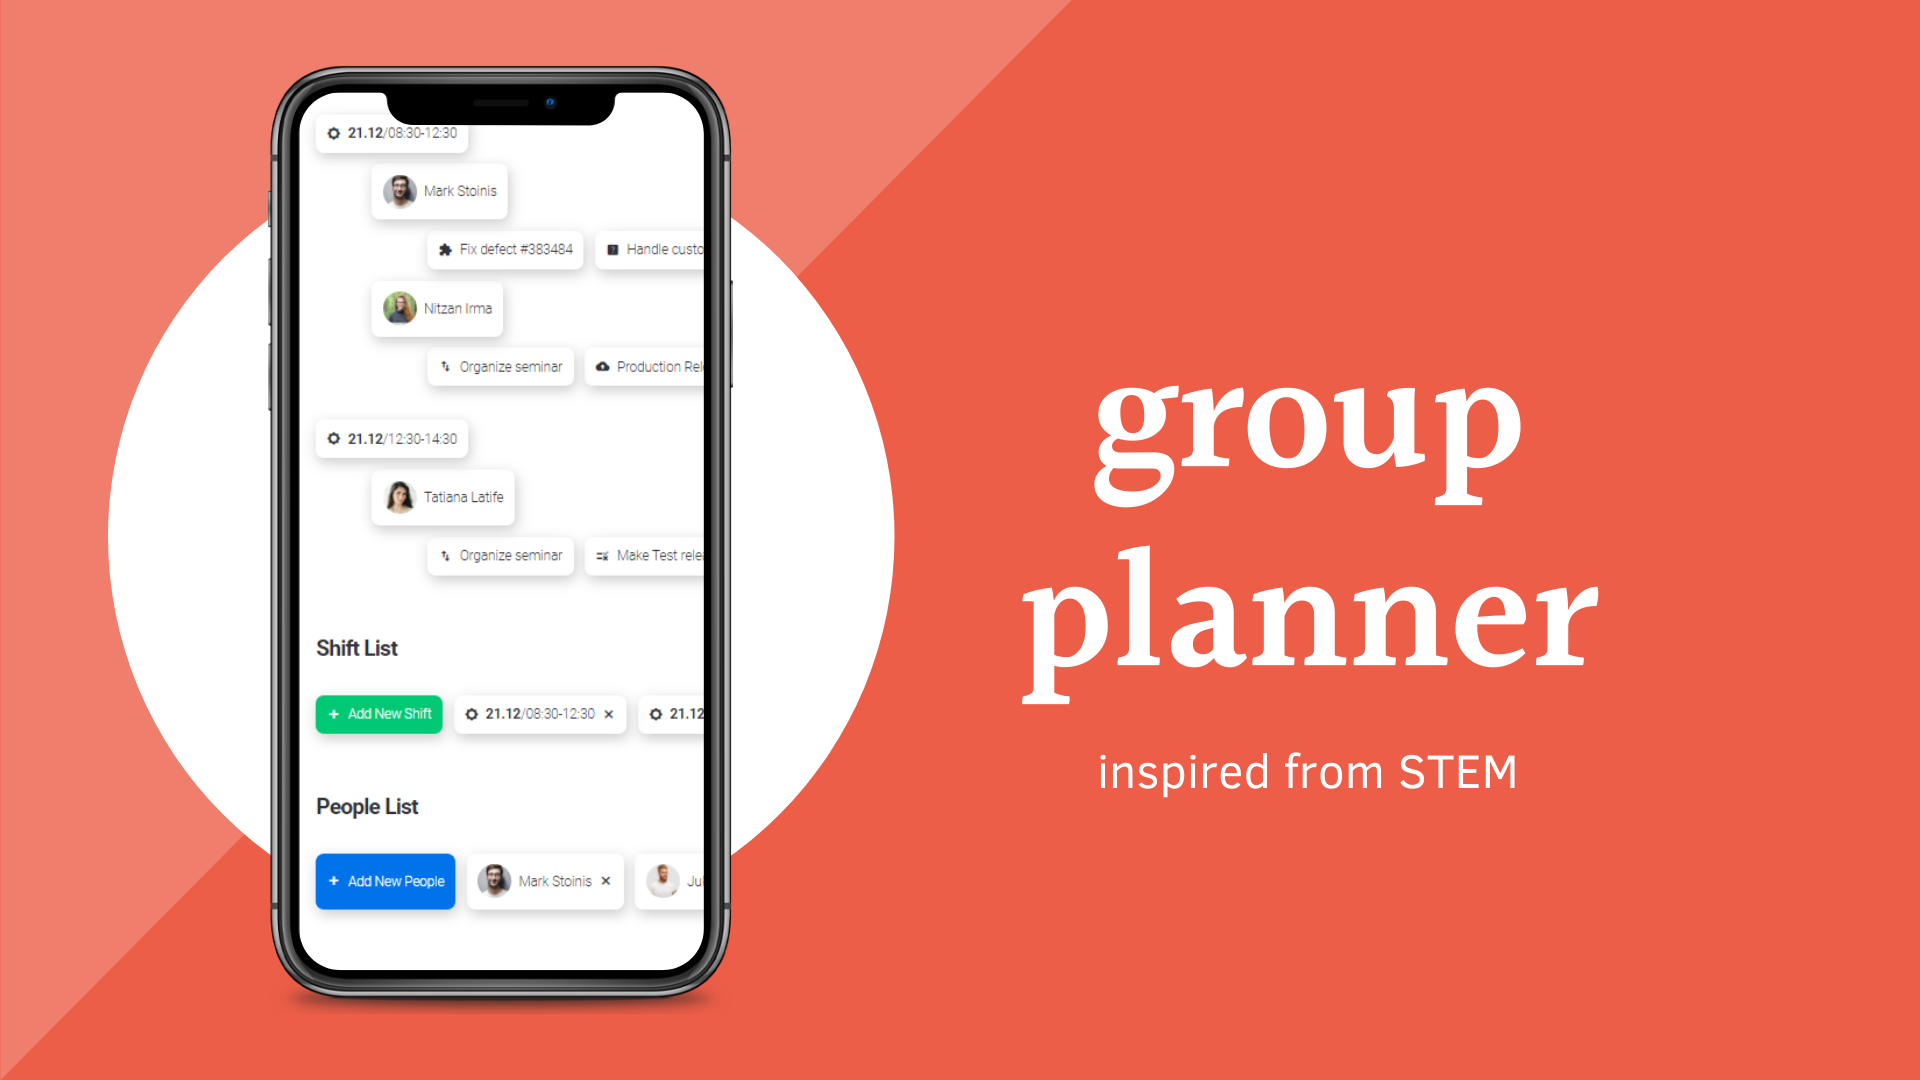 21.12/08:30-12:30
Mark Stoinis
Fix defect #383484
Handle custo
Nitzan Irma
Organize seminar
Production Rel
21.12/12:30-14:30
Tatiana Latife
Organize seminar
Make Test rele
Shift List
+ Add New Shift
21.12/08:30-12:30 ×
21.12
People List
+ Add New People
Mark Stoinis ×
Ju
group
planner
inspired from STEM